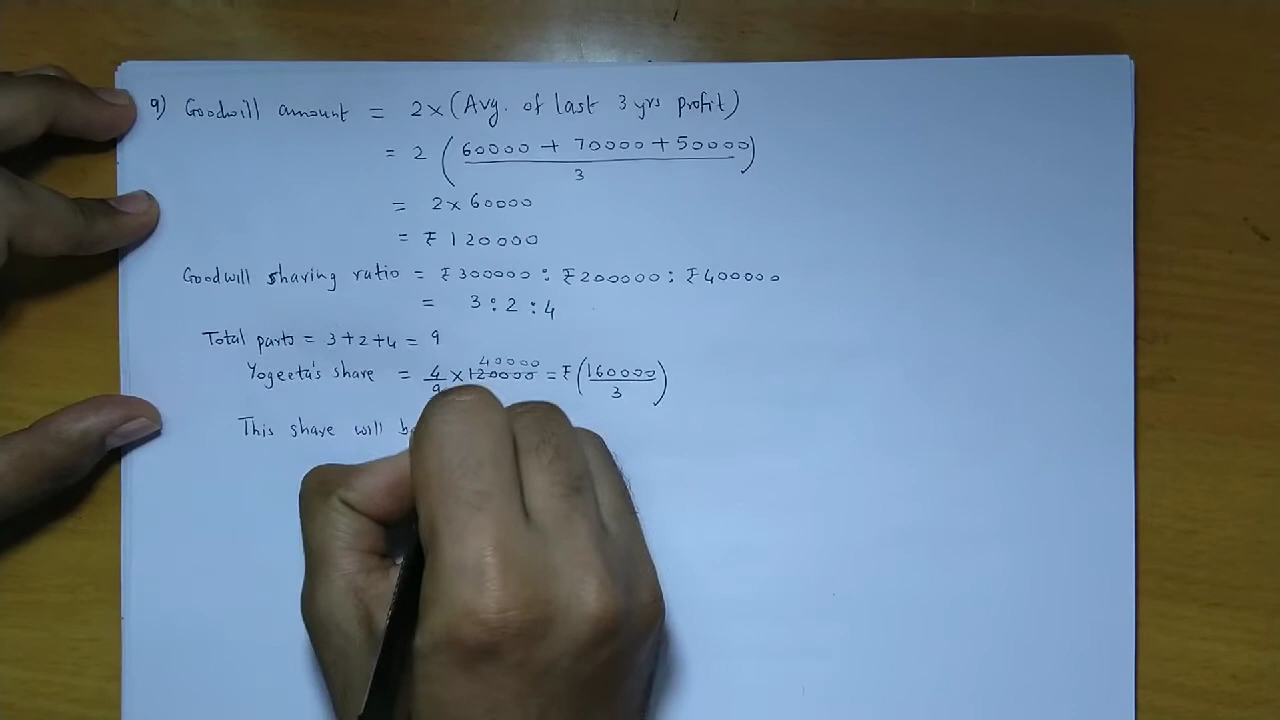 9) Goodwill amount = 2×(Avg. of last 3 yrs profit)
= 2 (60000 + 70000 + 50000 / 3)
= 2×60000
= ₹120000
Goodwill sharing ratio = ₹300000 : ₹200000 : ₹400000
= 3:2:4
Total parts = 3+2+4 = 9
40000
Yogeeta's share = 4/9 × 120000 = ₹(160000/3)
This share will